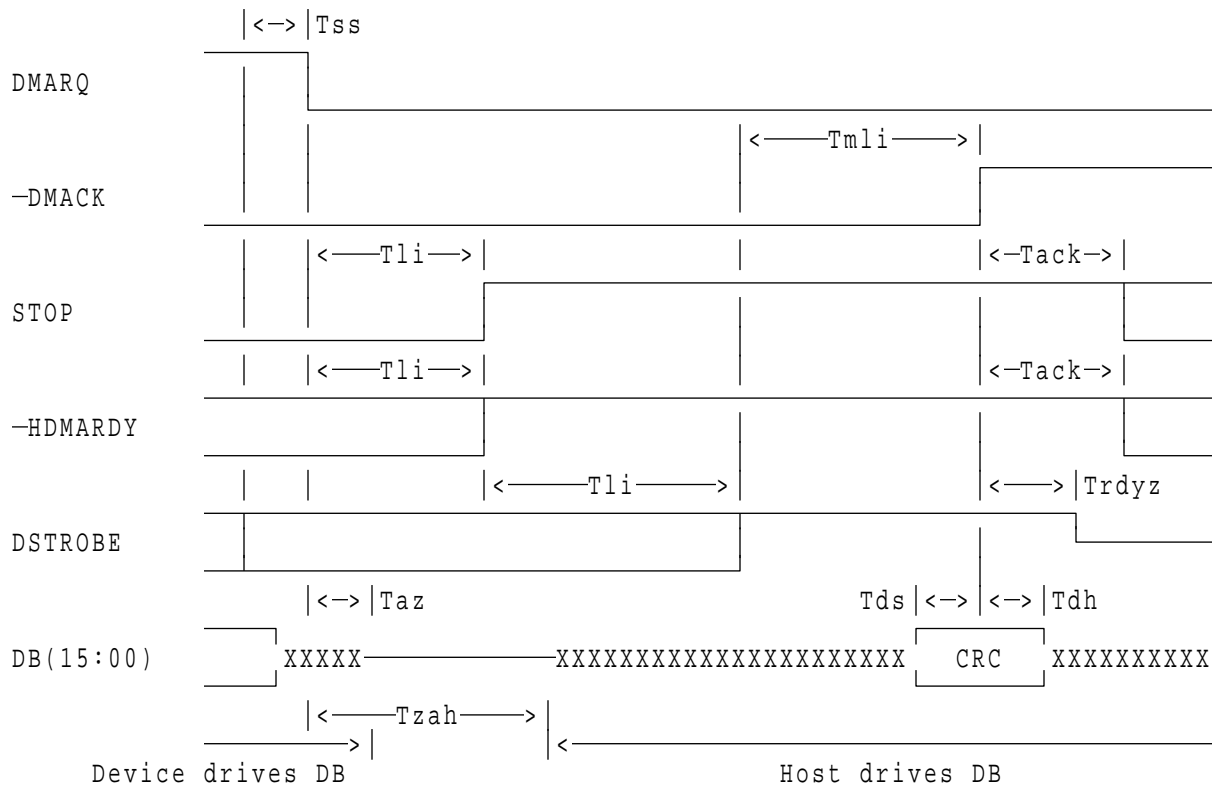 |<─>|Tss
DMARQ
|<───Tmli───>|
─DMACK
|<───Tli──>| |<─Tack─>|
STOP
|<───Tli──>| |<─Tack─>|
─HDMARDY
|<────Tli────>| |<──>|Trdyz
DSTROBE
|<─>|Taz Tds|<─>|<─>|Tdh
DB(15:00) XXXXX XXXXXXXXXXXXXXXXXXXXXX CRC XXXXXXXXXX
|<───Tzah───>|
>| |<
Device drives DB Host drives DB